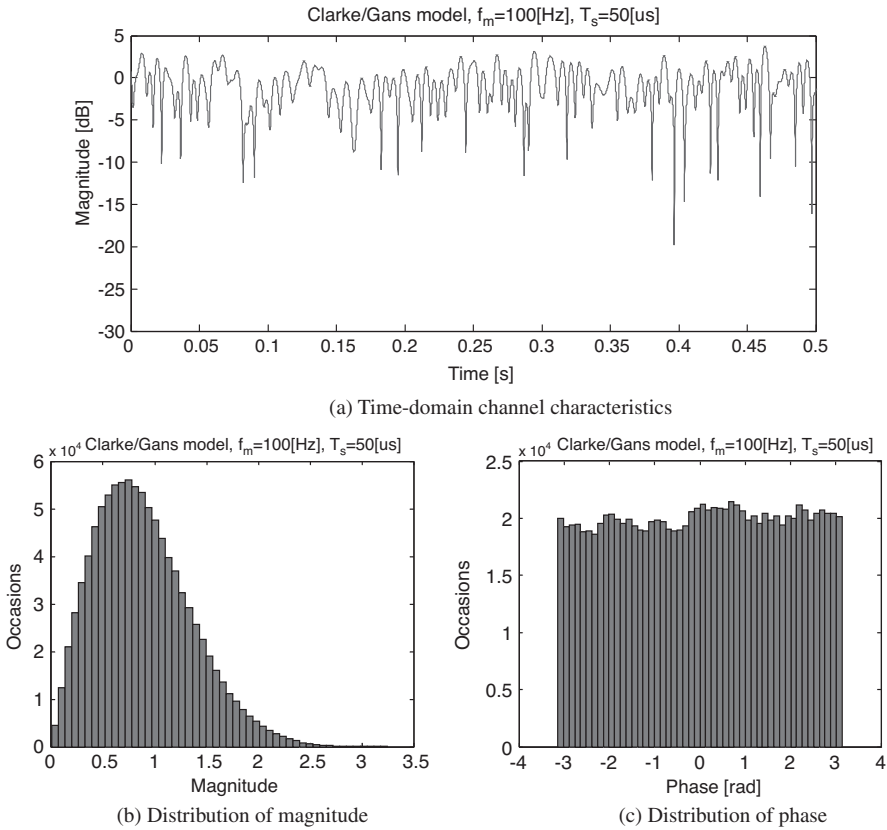 Clarke/Gans model, f_m=100[Hz], T_s=50[us]
5
0
-5
-10
-15
-20
-25
-30
Magnitude [dB]
0 0.05 0.1 0.15 0.2 0.25 0.3 0.35 0.4 0.45 0.5
Time [s]
(a) Time-domain channel characteristics
x 10^4 Clarke/Gans model, f_m=100[Hz], T_s=50[us]
6
5
4
3
2
1
0
Occasions
0 0.5 1 1.5 2 2.5 3 3.5
Magnitude
(b) Distribution of magnitude
x 10^4 Clarke/Gans model, f_m=100[Hz], T_s=50[us]
2.5
2
1.5
1
0.5
0
Occasions
-4 -3 -2 -1 0 1 2 3 4
Phase [rad]
(c) Distribution of phase